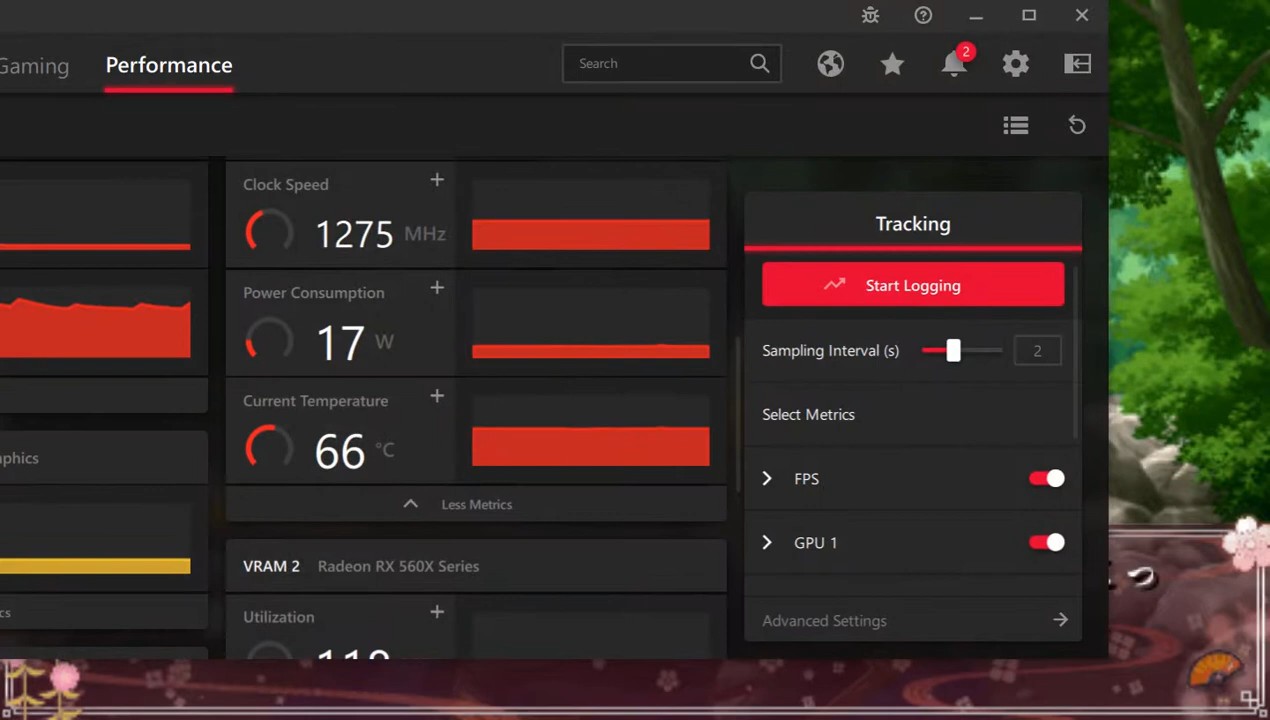 Gaming
Performance
Search
2
Clock Speed
1275 MHz
Power Consumption
17 W
Current Temperature
66 °C
Less Metrics
VRAM 2 Radeon RX 560X Series
Utilization
Tracking
Start Logging
Sampling Interval (s)
2
Select Metrics
FPS
GPU 1
Advanced Settings